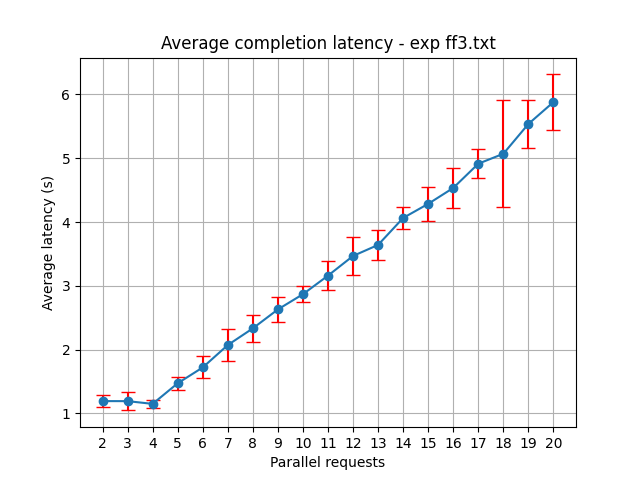 Average completion latency - exp ff3.txt
6
5
4
3
2
1
Average latency (s)
2 3 4 5 6 7 8 9 10 11 12 13 14 15 16 17 18 19 20
Parallel requests